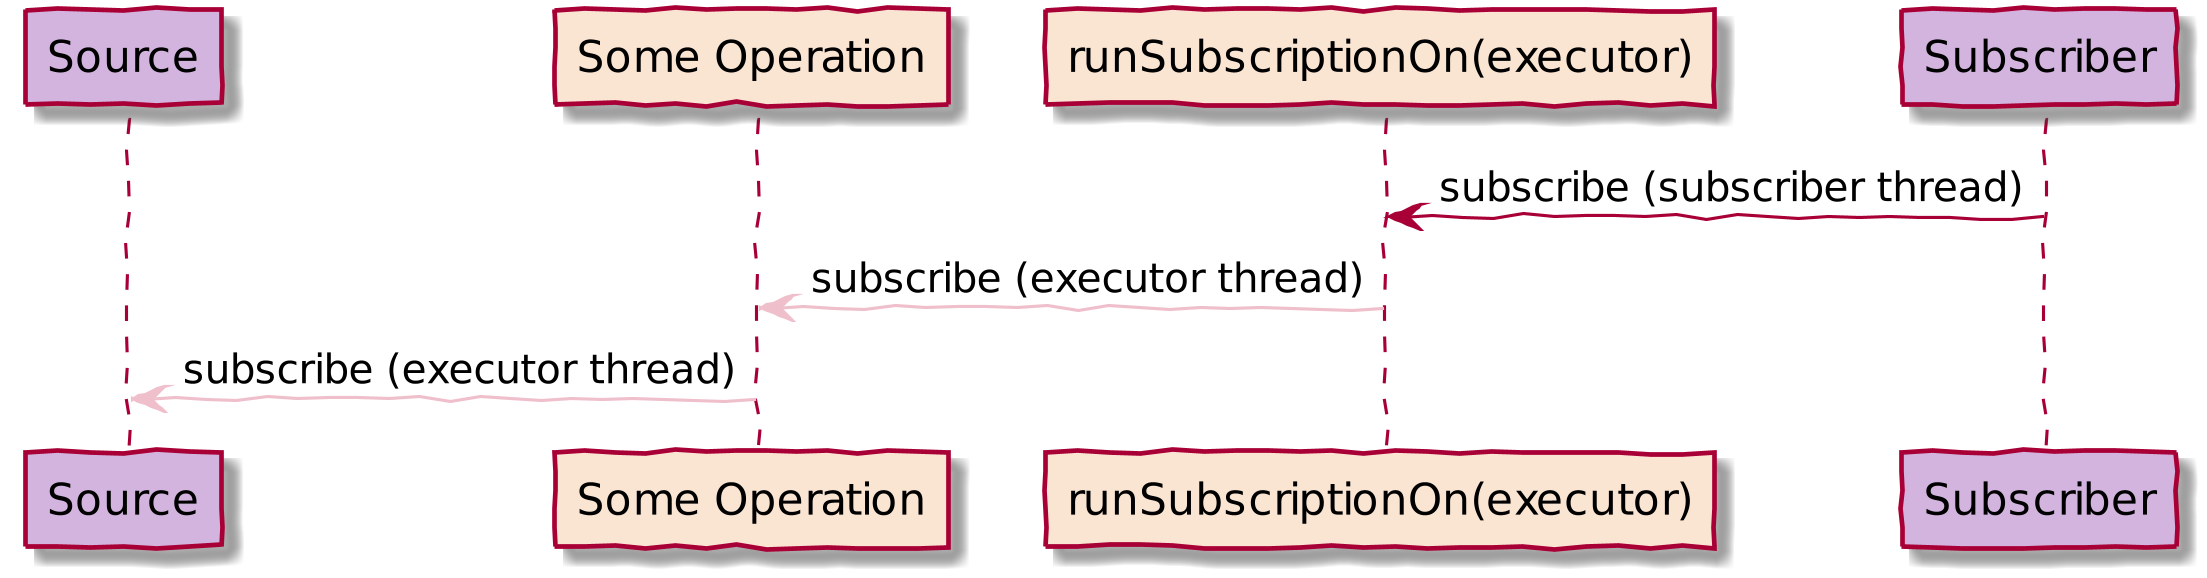 Source
Some Operation
runSubscriptionOn(executor)
Subscriber
subscribe (subscriber thread)
subscribe (executor thread)
subscribe (executor thread)
Source
Some Operation
runSubscriptionOn(executor)
Subscriber